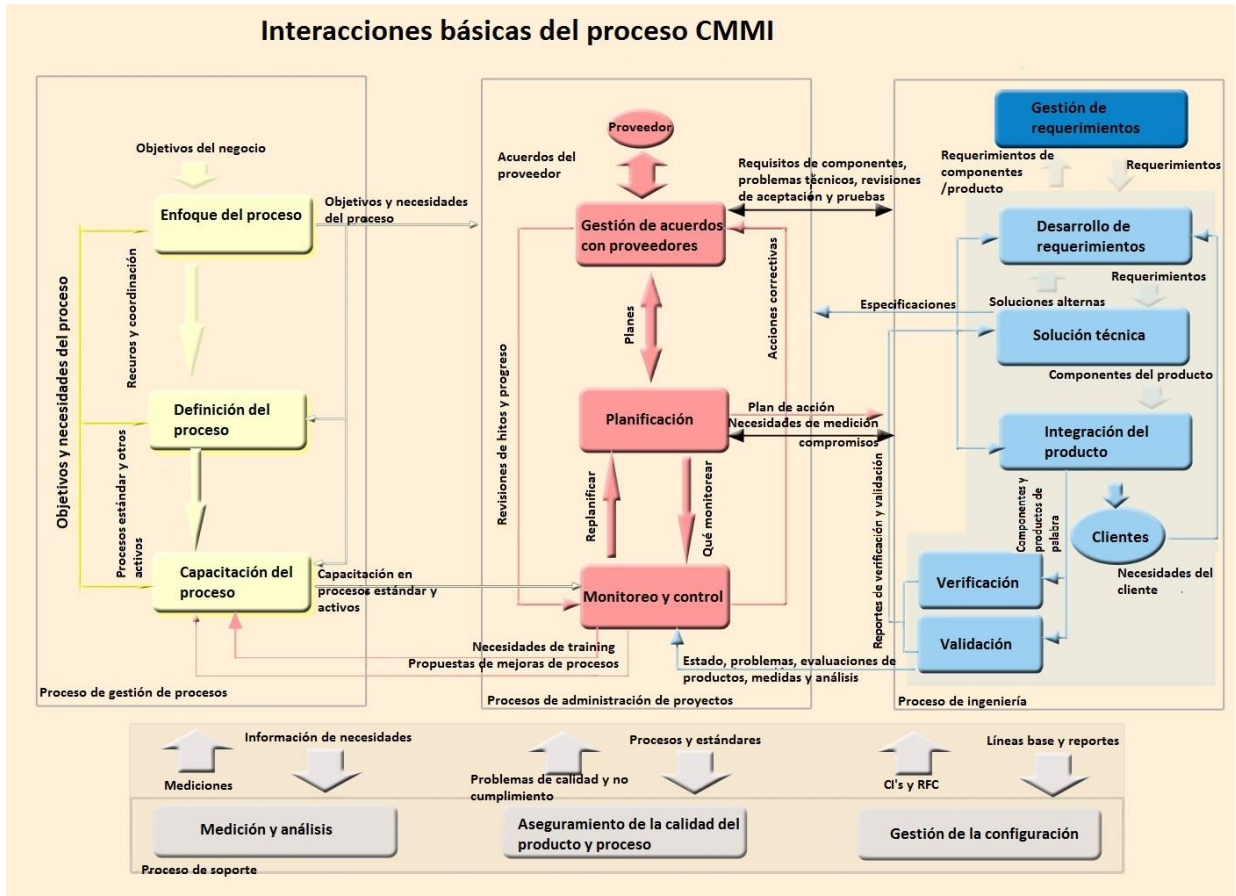 Interacciones básicas del proceso CMMI
Objetivos del negocio
Enfoque del proceso
Objetivos y necesidades
del proceso
Objetivos y necesidades del proceso
Recuros y coordinación
Definición del
proceso
Procesos estándar y otros
activos
Capacitación del
proceso
Capacitación en
procesos estándar y
activos
Necesidades de training
Propuestas de mejoras de procesos
Proceso de gestión de procesos
Proveedor
Acuerdos del
proveedor
Gestión de acuerdos
con proveedores
Requisitos de componentes,
problemas técnicos, revisiones
de aceptación y pruebas
Revisiones de hitos y progreso
Planes
Acciones correctivas
Planificación
Plan de acción
Necesidades de medición
compromisos
Replanificar
Qué monitorear
Monitoreo y control
Estado, problemas, evaluaciones de
productos, medidas y análisis
Procesos de administración de proyectos
Gestión de
requerimientos
Requerimientos de
componentes
/producto
Requerimientos
Desarrollo de
requerimientos
Requerimientos
Especificaciones
Soluciones alternas
Solución técnica
Componentes del producto
Integración del
producto
Componentes y
productos de
palabra
Clientes
Necesidades del
cliente
Reportes de verificación y validación
Verificación
Validación
Proceso de ingeniería
Información de necesidades
Mediciones
Procesos y estándares
Problemas de calidad y no
cumplimiento
Líneas base y reportes
CI's y RFC
Medición y análisis
Aseguramiento de la calidad del
producto y proceso
Gestión de la configuración
Proceso de soporte